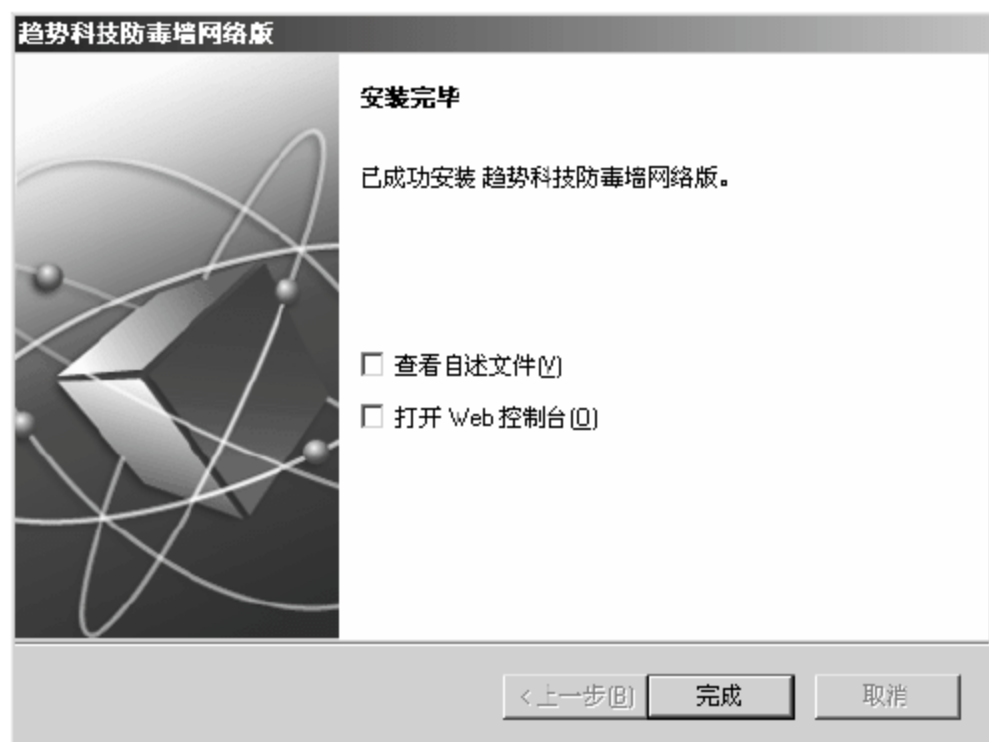 趋势科技防毒墙网络版
安装完毕
已成功安装 趋势科技防毒墙网络版。
查看自述文件(V)
打开 Web 控制台(O)
<上一步(B)
完成
取消